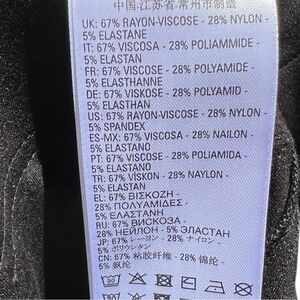 中国.江苏省.常州市制造
UK: 67% RAYON-VISCOSE - 28% NYLON -
5% ELASTANE
IT: 67% VISCOSA - 28% POLIAMMIDE -
5% ELASTAN
FR: 67% VISCOSE - 28% POLYAMIDE -
5% ELASTHANNE
DE: 67% VISKOSE - 28% POLYAMID -
5% ELASTHAN
US: 67% RAYON-VISCOSE - 28% NYLON -
5% SPANDEX
ES-MX: 67% VISCOSA - 28% NAILON -
5% ELASTANO
PT: 67% VISCOSE - 28% POLIAMIDA -
5% ELASTANO
TR: 67% VISKON - 28% NAYLON -
5% ELASTAN
EL: 67% ΒΙΣΚΟΖΗ -
28% ΠΟΛΥΑΜΙΔΕΣ -
5% ΕΛΑΣΤΑΝΗ
RU: 67% ВИСКОЗА -
28% НЕЙЛОН - 5% ЭЛАСТАН
JP: 67% レーヨン - 28% ナイロン -
5% ポリウレタン
CN: 67% 粘胶纤维 - 28% 锦纶 -
5% 氨纶